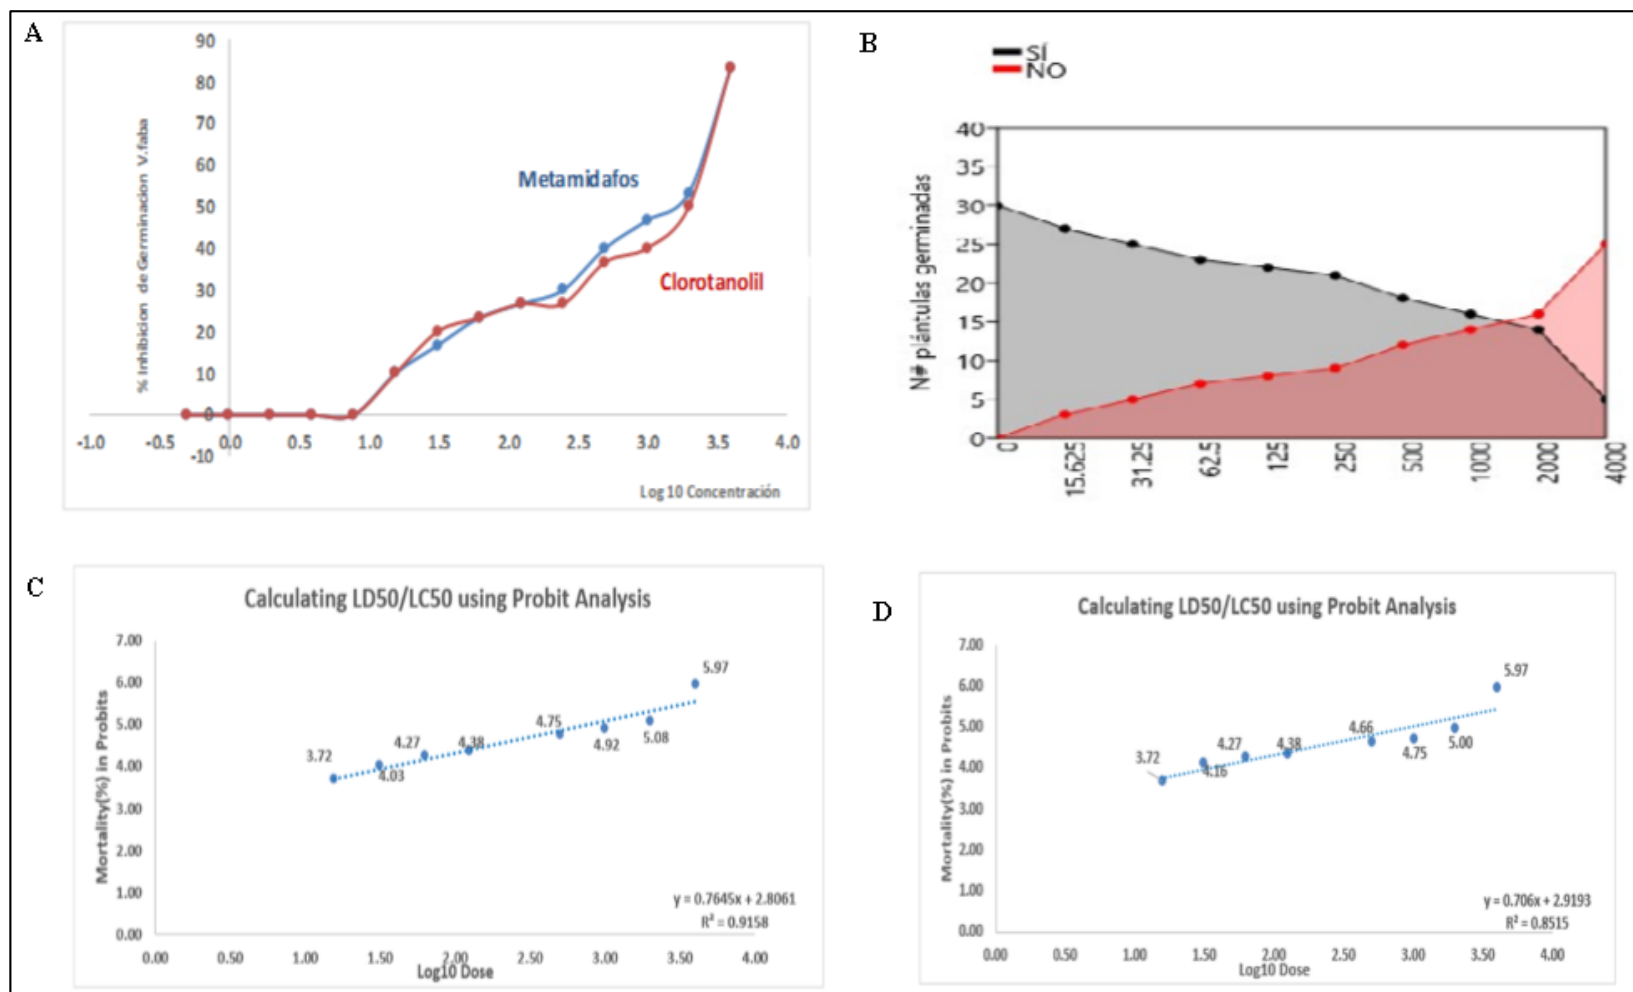 A
90
80
70
60
50
40
30
20
10
0
-10
-1.0 -0.5 0.0 0.5 1.0 1.5 2.0 2.5 3.0 3.5 4.0
% Inhibicion de Germinacion V.faba
Metamidafos
Clorotanolil
Log 10 Concentración
B
SÍ
NO
40
35
30
25
20
15
10
5
0
Nº plántulas germinadas
0 15.625 31.25 62.5 125 250 500 1000 2000 4000
C
Calculating LD50/LC50 using Probit Analysis
7.00
6.00
5.00
4.00
3.00
2.00
1.00
0.00
Mortality(%) in Probits
3.72 4.03 4.27 4.38 4.75 4.92 5.08 5.97
y = 0.7645x + 2.8061
R² = 0.9158
0.00 0.50 1.00 1.50 2.00 2.50 3.00 3.50 4.00
Log10 Dose
D
Calculating LD50/LC50 using Probit Analysis
7.00
6.00
5.00
4.00
3.00
2.00
1.00
0.00
Mortality(%) in Probits
3.72 4.16 4.27 4.38 4.66 4.75 5.00 5.97
y = 0.706x + 2.9193
R² = 0.8515
0.00 0.50 1.00 1.50 2.00 2.50 3.00 3.50 4.00
Log10 Dose